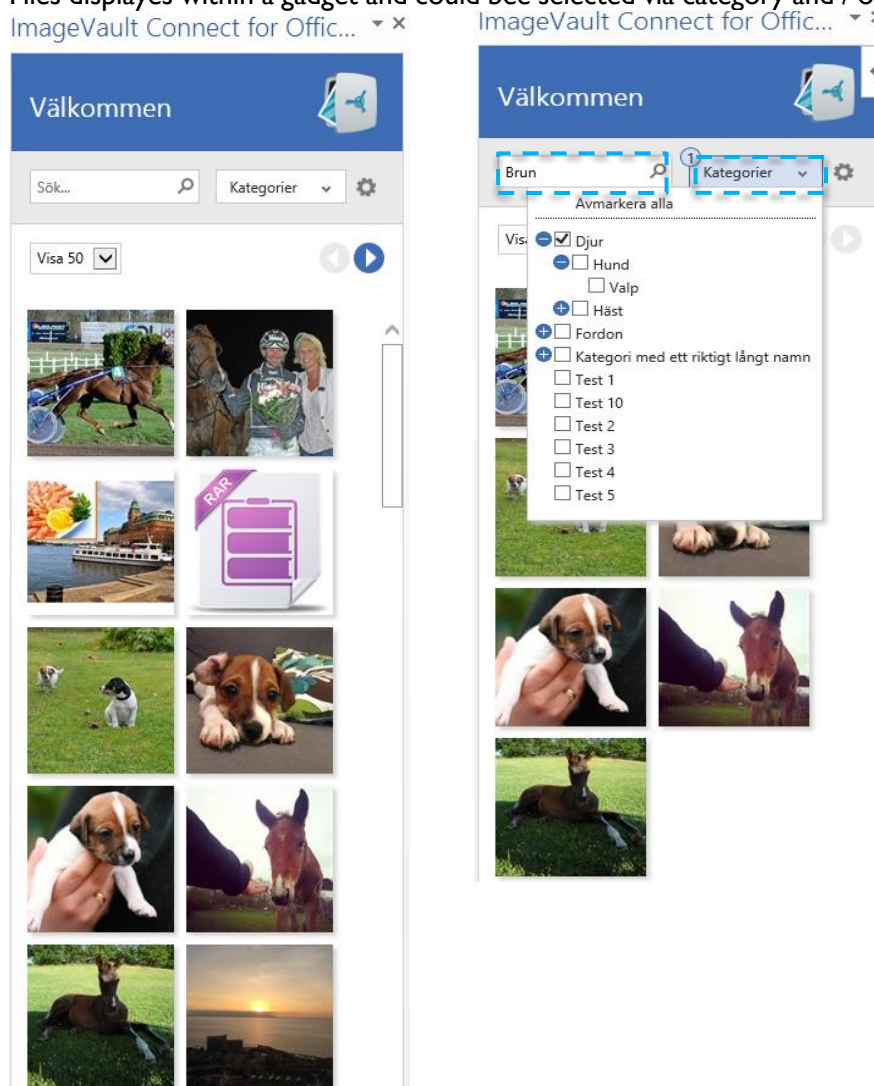 Files displayes within a gadget and could bee selected via category and / o
ImageVault Connect for Offic...
Välkommen
Sök...
Kategorier
Visa 50
4
RAR
ImageVault Connect for Offic...
Välkommen
Brun
1
Kategorier
Avmarkera alla
Vis
Djur
Hund
Valp
Häst
Fordon
Kategori med ett riktigt långt namn
Test 1
Test 10
Test 2
Test 3
Test 4
Test 5